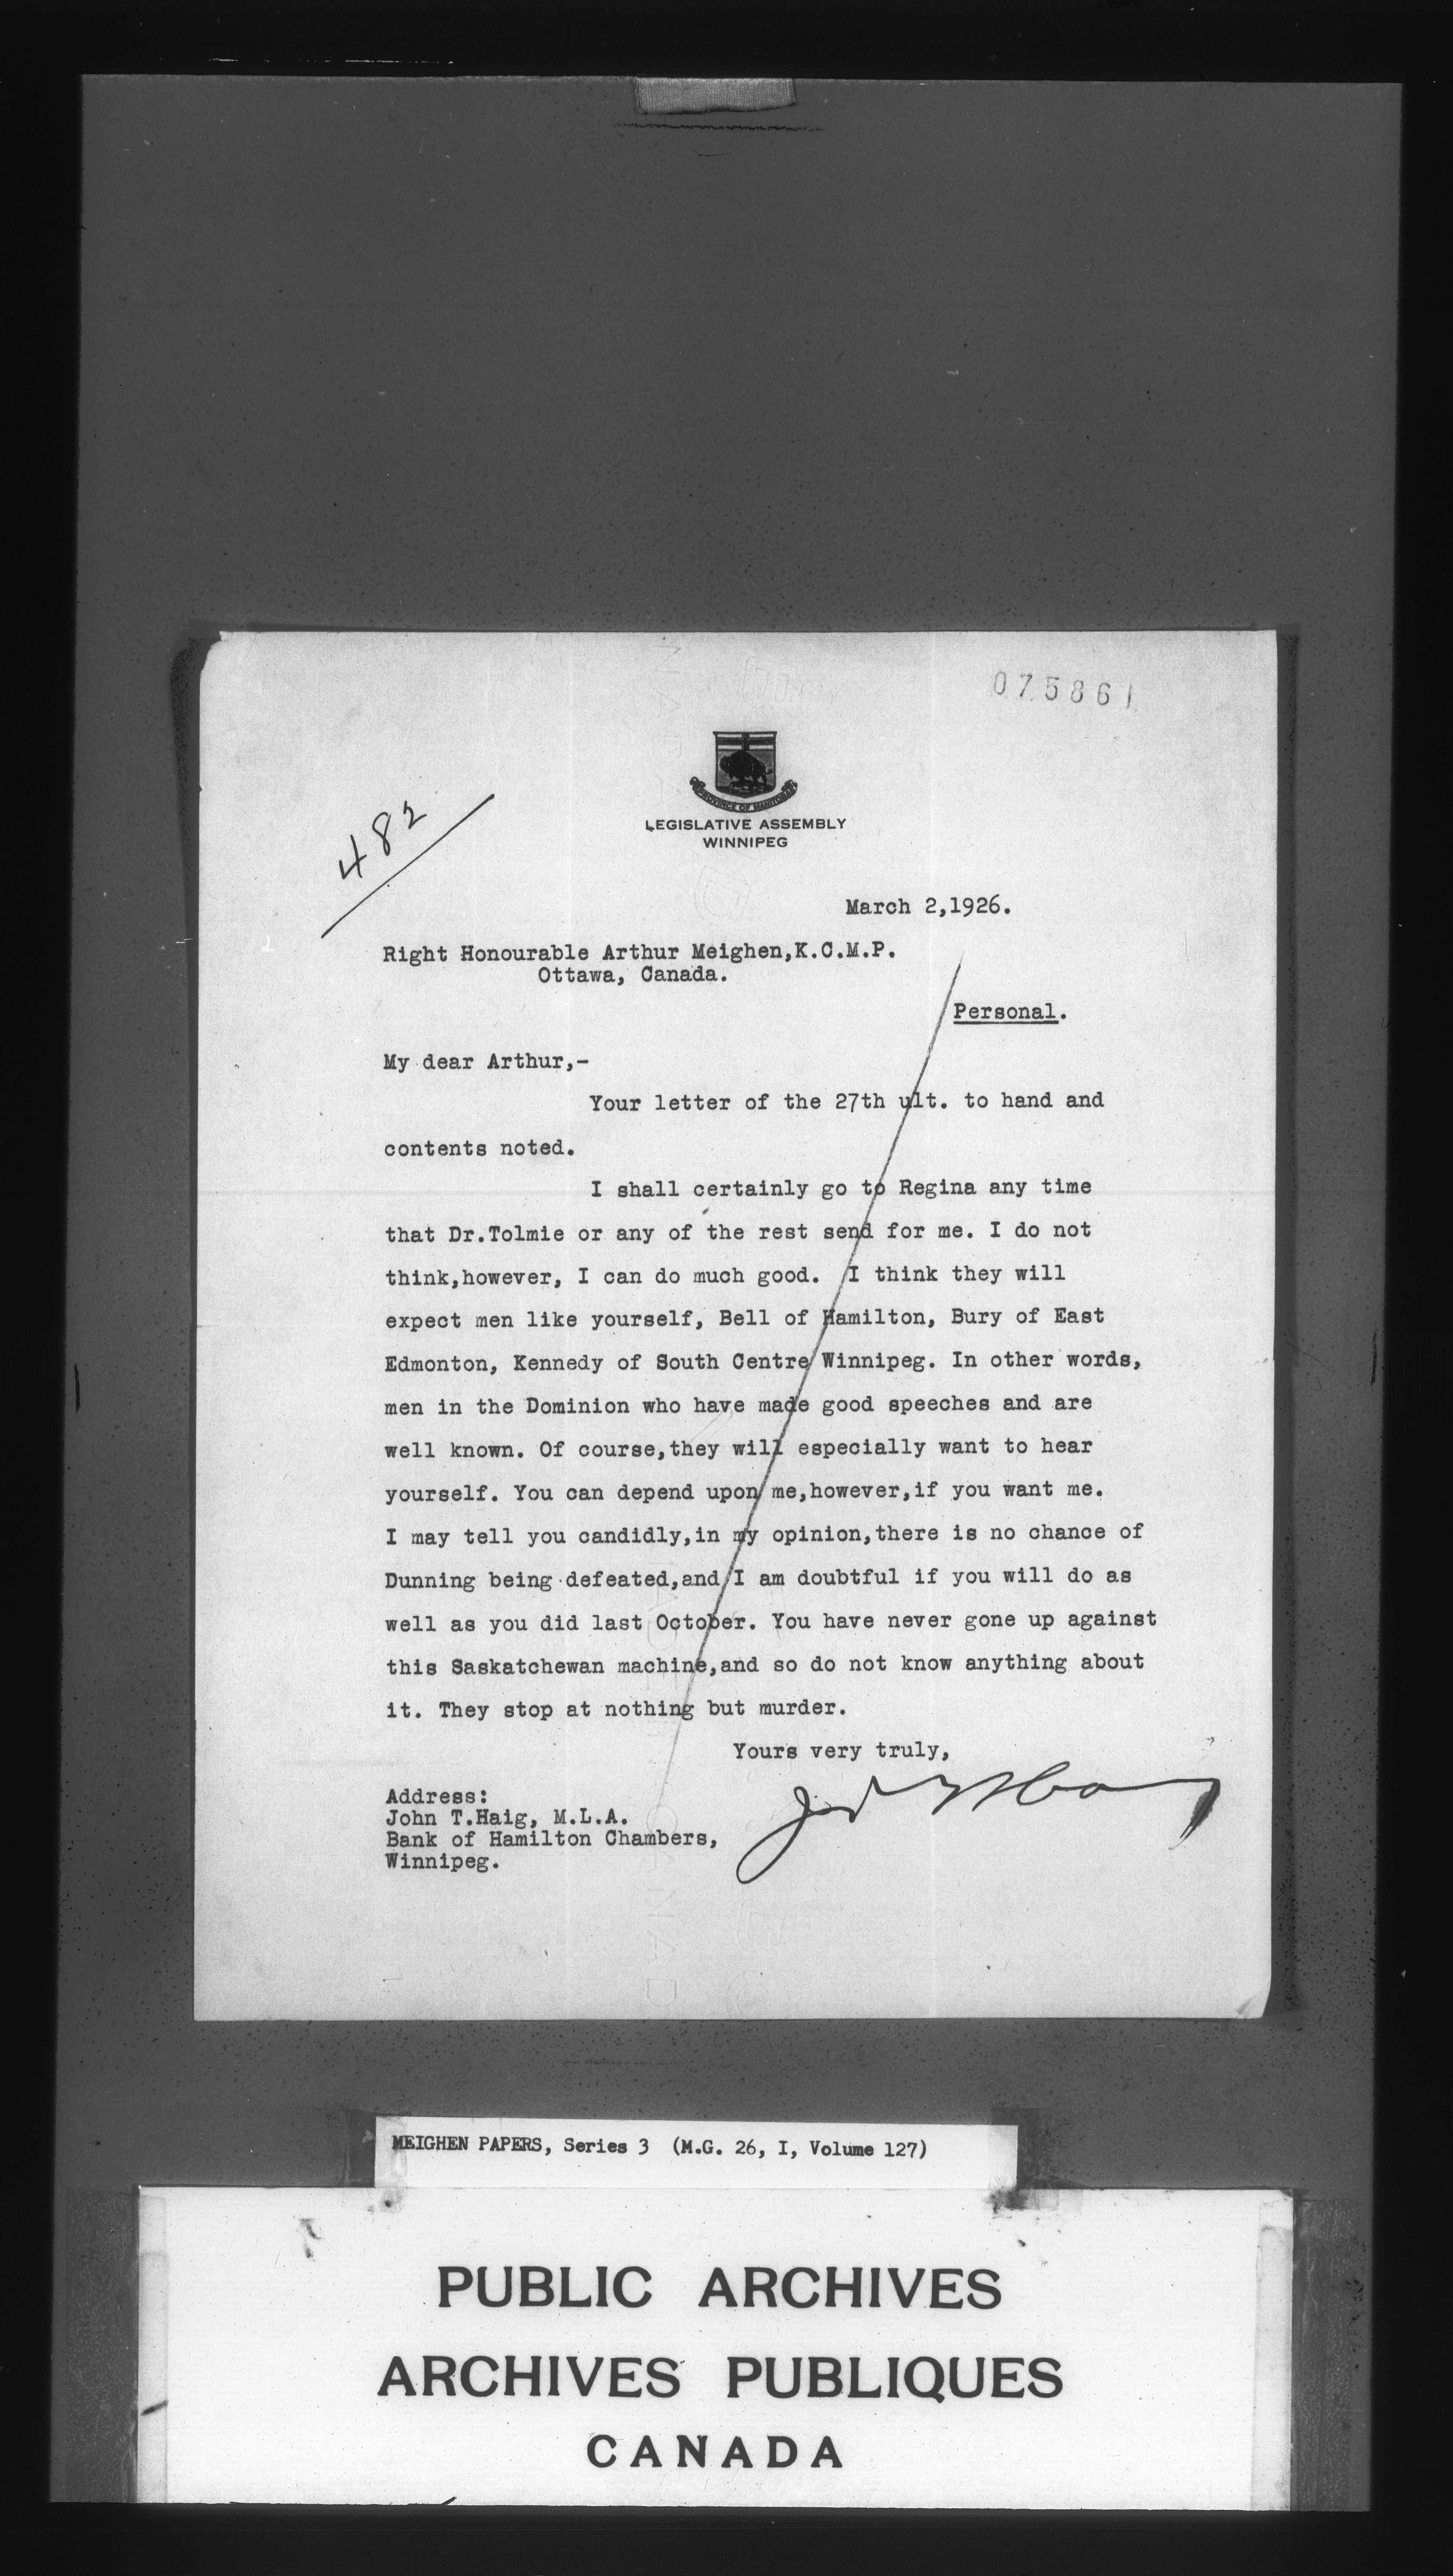 075861
PROVINCE OF MANITOBA
LEGISLATIVE ASSEMBLY
WINNIPEG
482
March 2,1926.
Right Honourable Arthur Meighen,K.C.M.P.
Ottawa, Canada.
Personal.
My dear Arthur,-
Your letter of the 27th ult. to hand and
contents noted.
I shall certainly go to Regina any time
that Dr.Tolmie or any of the rest send for me. I do not
think,however, I can do much good. I think they will
expect men like yourself, Bell of Hamilton, Bury of East
Edmonton, Kennedy of South Centre Winnipeg. In other words,
men in the Dominion who have made good speeches and are
well known. Of course,they will especially want to hear
yourself. You can depend upon me,however,if you want me.
I may tell you candidly,in my opinion,there is no chance of
Dunning being defeated,and I am doubtful if you will do as
well as you did last October. You have never gone up against
this Saskatchewan machine,and so do not know anything about
it. They stop at nothing but murder.
Yours very truly,
Address:
John T.Haig, M.L.A.
Bank of Hamilton Chambers,
Winnipeg.
MEIGHEN PAPERS, Series 3 (M.G. 26, I, Volume 127)
PUBLIC ARCHIVES
ARCHIVES PUBLIQUES
CANADA